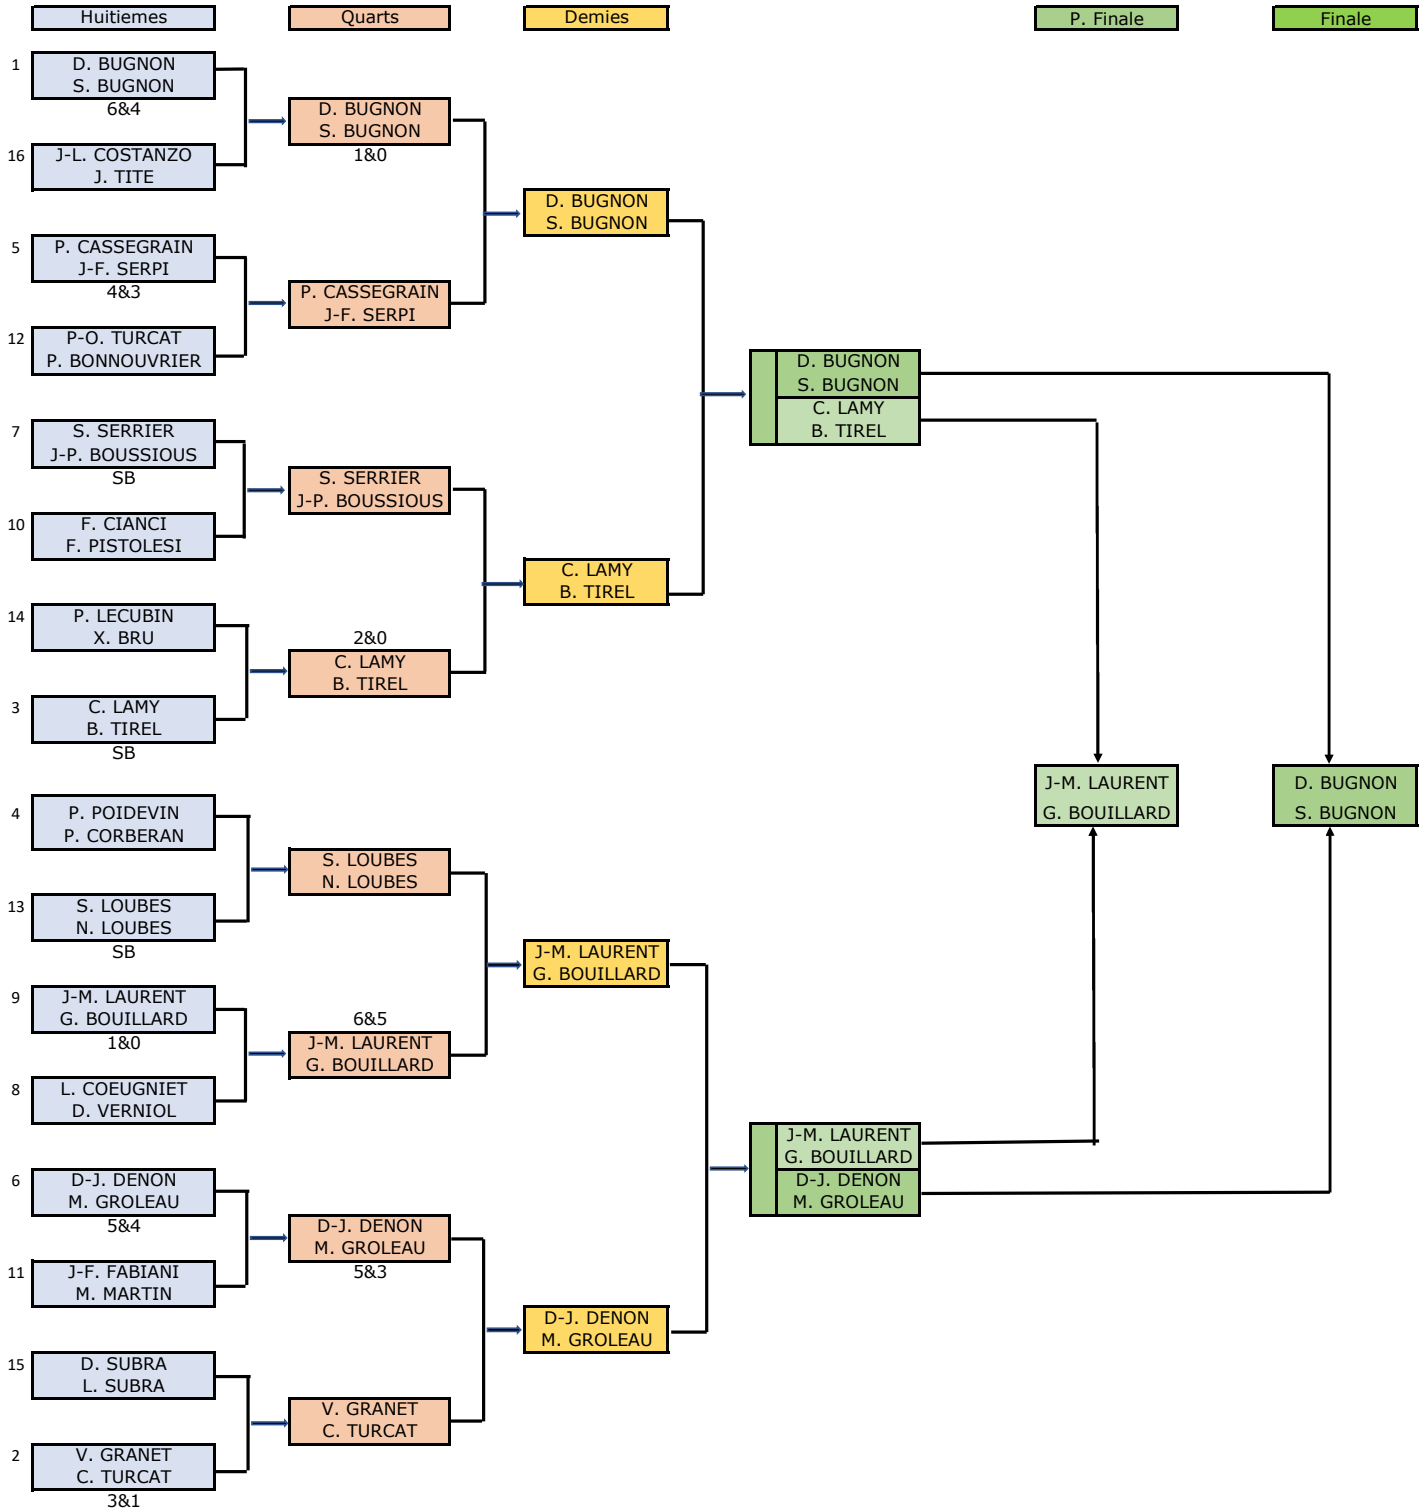 Huitiemes
Quarts
Demies
P. Finale
Finale
1
D. BUGNON
S. BUGNON
6&4
16
J-L. COSTANZO
J. TITE
5
P. CASSEGRAIN
J-F. SERPI
4&3
12
P-O. TURCAT
P. BONNOUVRIER
7
S. SERRIER
J-P. BOUSSIOUS
SB
10
F. CIANCI
F. PISTOLESI
14
P. LECUBIN
X. BRU
3
C. LAMY
B. TIREL
SB
4
P. POIDEVIN
P. CORBERAN
13
S. LOUBES
N. LOUBES
SB
9
J-M. LAURENT
G. BOUILLARD
1&0
8
L. COEUGNIET
D. VERNIOL
6
D-J. DENON
M. GROLEAU
5&4
11
J-F. FABIANI
M. MARTIN
15
D. SUBRA
L. SUBRA
2
V. GRANET
C. TURCAT
3&1
D. BUGNON
S. BUGNON
1&0
P. CASSEGRAIN
J-F. SERPI
S. SERRIER
J-P. BOUSSIOUS
2&0
C. LAMY
B. TIREL
S. LOUBES
N. LOUBES
6&5
J-M. LAURENT
G. BOUILLARD
D-J. DENON
M. GROLEAU
5&3
V. GRANET
C. TURCAT
D. BUGNON
S. BUGNON
C. LAMY
B. TIREL
J-M. LAURENT
G. BOUILLARD
D-J. DENON
M. GROLEAU
D. BUGNON
S. BUGNON
C. LAMY
B. TIREL
J-M. LAURENT
G. BOUILLARD
D-J. DENON
M. GROLEAU
J-M. LAURENT
G. BOUILLARD
D. BUGNON
S. BUGNON